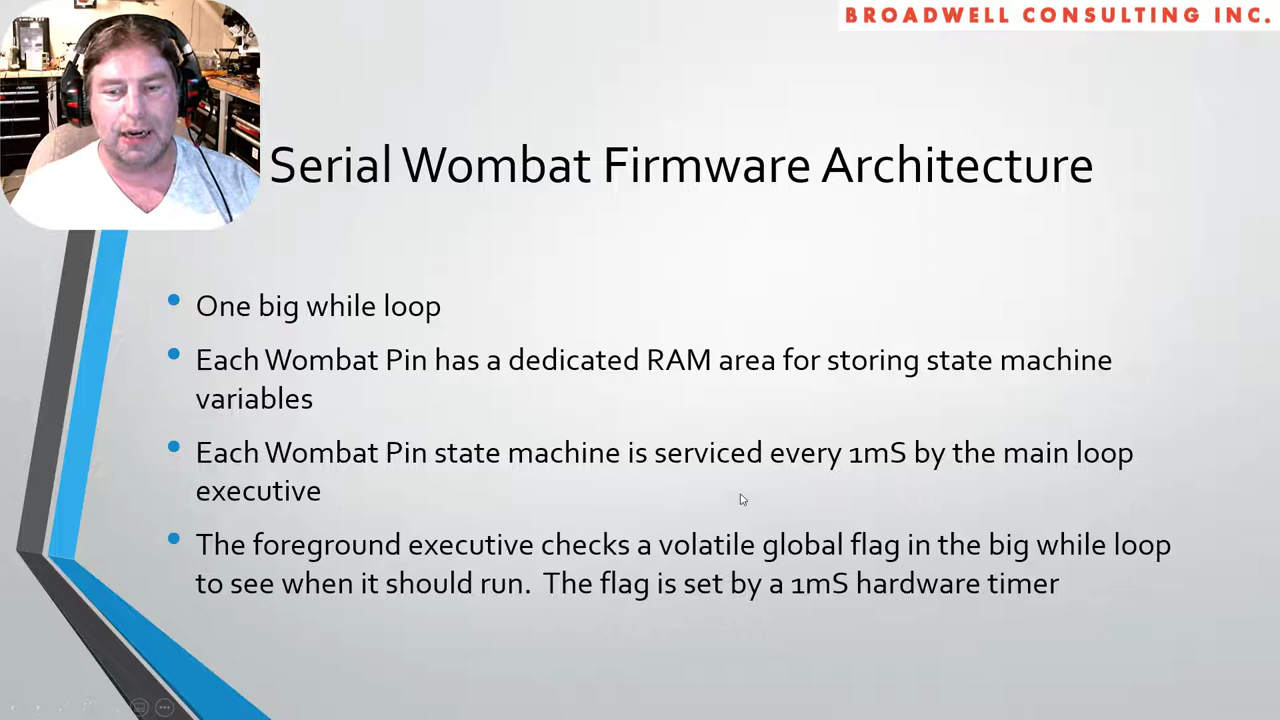 BROADWELL CONSULTING INC.
Serial Wombat Firmware Architecture
• One big while loop
• Each Wombat Pin has a dedicated RAM area for storing state machine
variables
• Each Wombat Pin state machine is serviced every 1mS by the main loop
executive
• The foreground executive checks a volatile global flag in the big while loop
to see when it should run.  The flag is set by a 1mS hardware timer